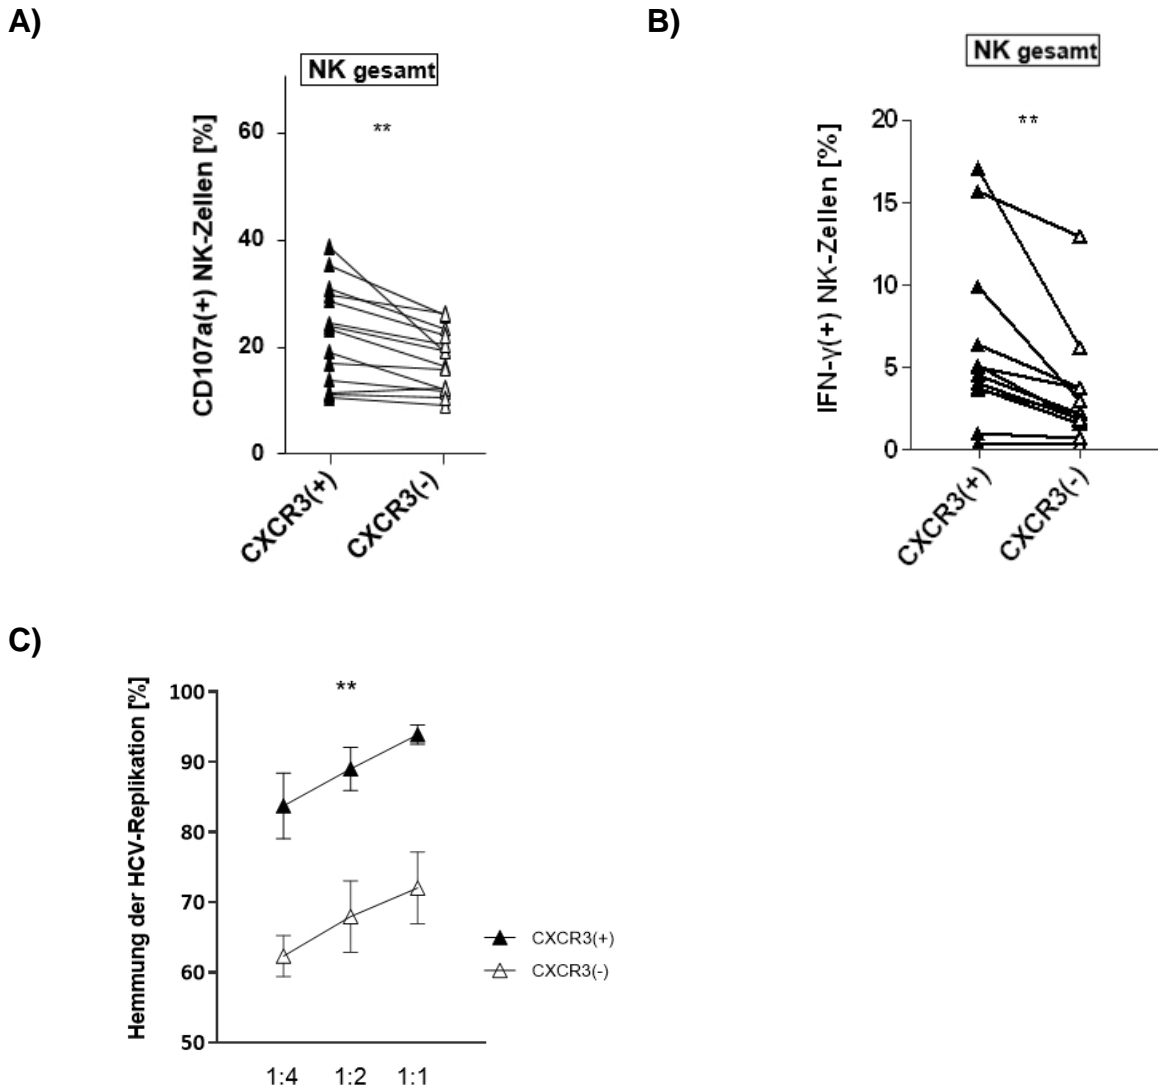 A)
NK gesamt
**
CD107a(+) NK-Zellen [%]
60
40
20
0
CXCR3(+)
CXCR3(-)
B)
NK gesamt
**
IFN-γ(+) NK-Zellen [%]
20
15
10
5
0
CXCR3(+)
CXCR3(-)
C)
**
Hemmung der HCV-Replikation [%]
100
90
80
70
60
50
1:4
1:2
1:1
CXCR3(+)
CXCR3(-)